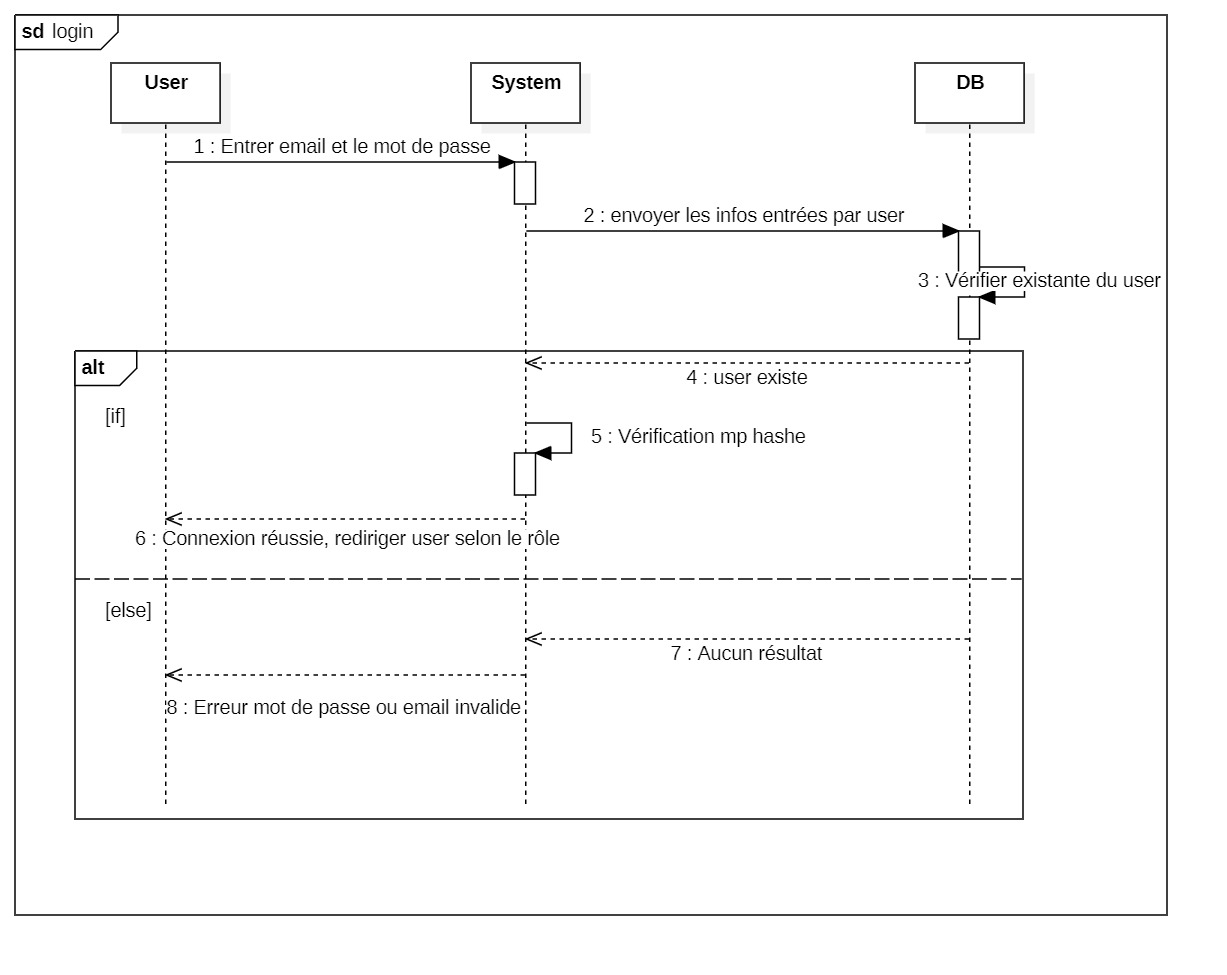 sd login
User
System
DB
1 : Entrer email et le mot de passe
2 : envoyer les infos entrées par user
3 : Vérifier existante du user
alt
4 : user existe
[if]
5 : Vérification mp hashe
6 : Connexion réussie, rediriger user selon le rôle
[else]
7 : Aucun résultat
8 : Erreur mot de passe ou email invalide